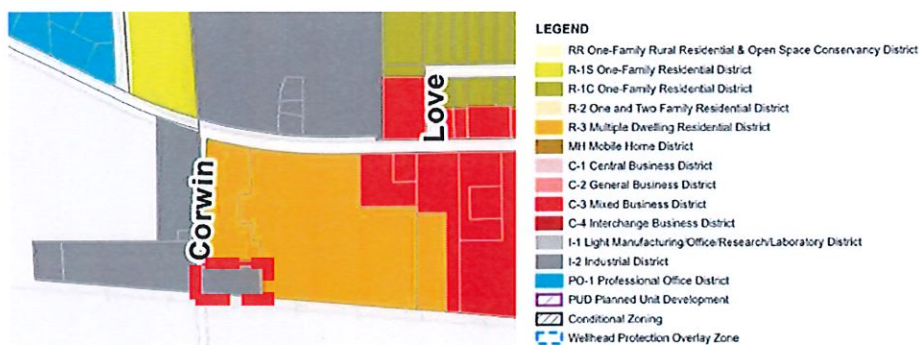 Corwin
Love
LEGEND
RR One-Family Rural Residential & Open Space Conservancy District
R-1S One-Family Residential District
R-1C One-Family Residential District
R-2 One and Two Family Residential District
R-3 Multiple Dwelling Residential District
MH Mobile Home District
C-1 Central Business District
C-2 General Business District
C-3 Mixed Business District
C-4 Interchange Business District
I-1 Light Manufacturing/Office/Research/Laboratory District
I-2 Industrial District
PO-1 Professional Office District
PUD Planned Unit Development
Conditional Zoning
Wellhead Protection Overlay Zone